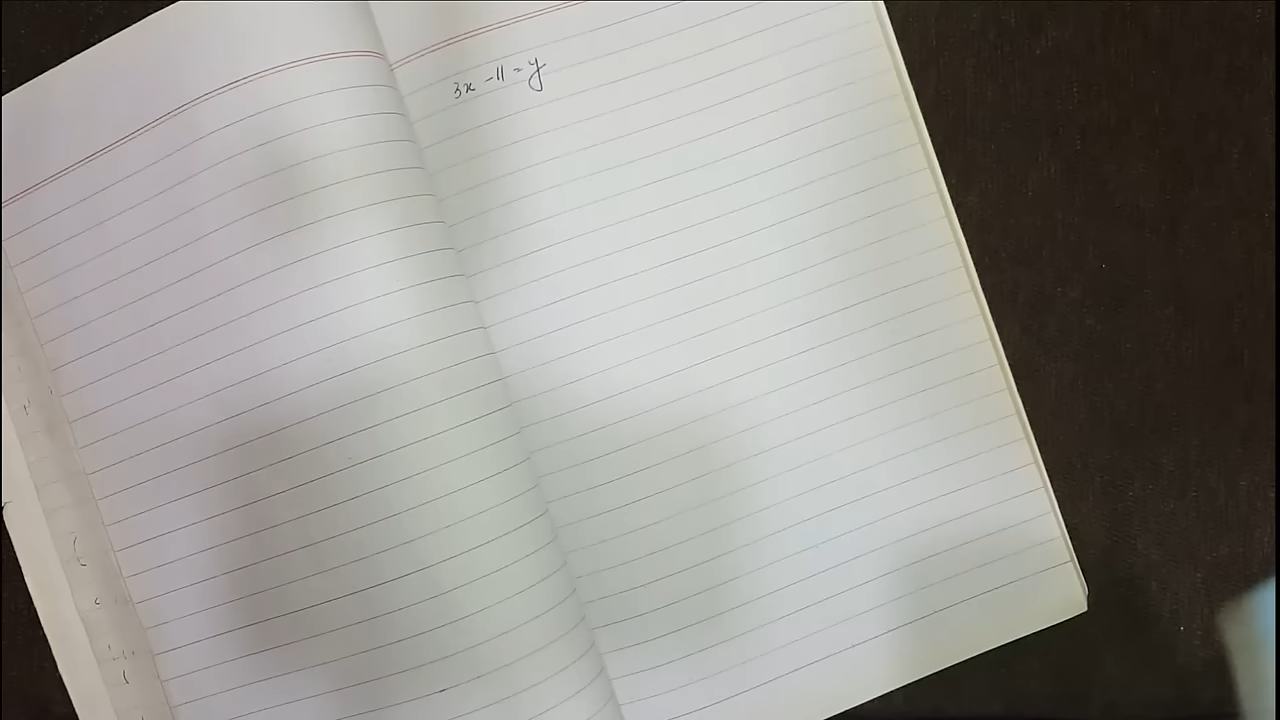 3x - 11 = y